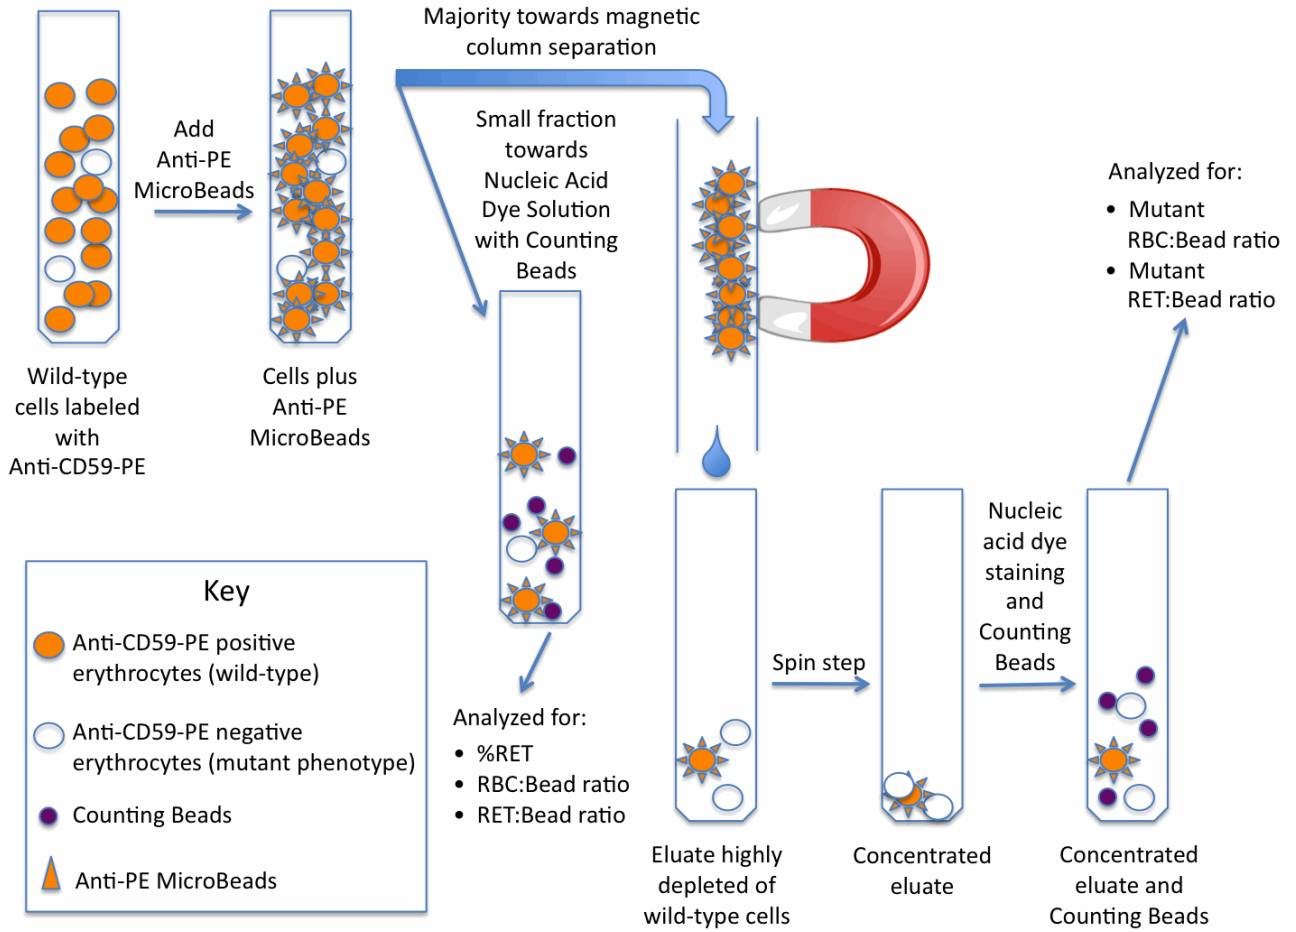 Majority towards magnetic
column separation
Add
Anti-PE
MicroBeads
Small fraction
towards
Nucleic Acid
Dye Solution
with Counting
Beads
Analyzed for:
• Mutant
RBC:Bead ratio
• Mutant
RET:Bead ratio
Wild-type
cells labeled
with
Anti-CD59-PE
Cells plus
Anti-PE
MicroBeads
Key
Anti-CD59-PE positive
erythrocytes (wild-type)
Anti-CD59-PE negative
erythrocytes (mutant phenotype)
Counting Beads
Anti-PE MicroBeads
Analyzed for:
• %RET
• RBC:Bead ratio
• RET:Bead ratio
Spin step
Nucleic
acid dye
staining
and
Counting
Beads
Eluate highly
depleted of
wild-type cells
Concentrated
eluate
Concentrated
eluate and
Counting Beads